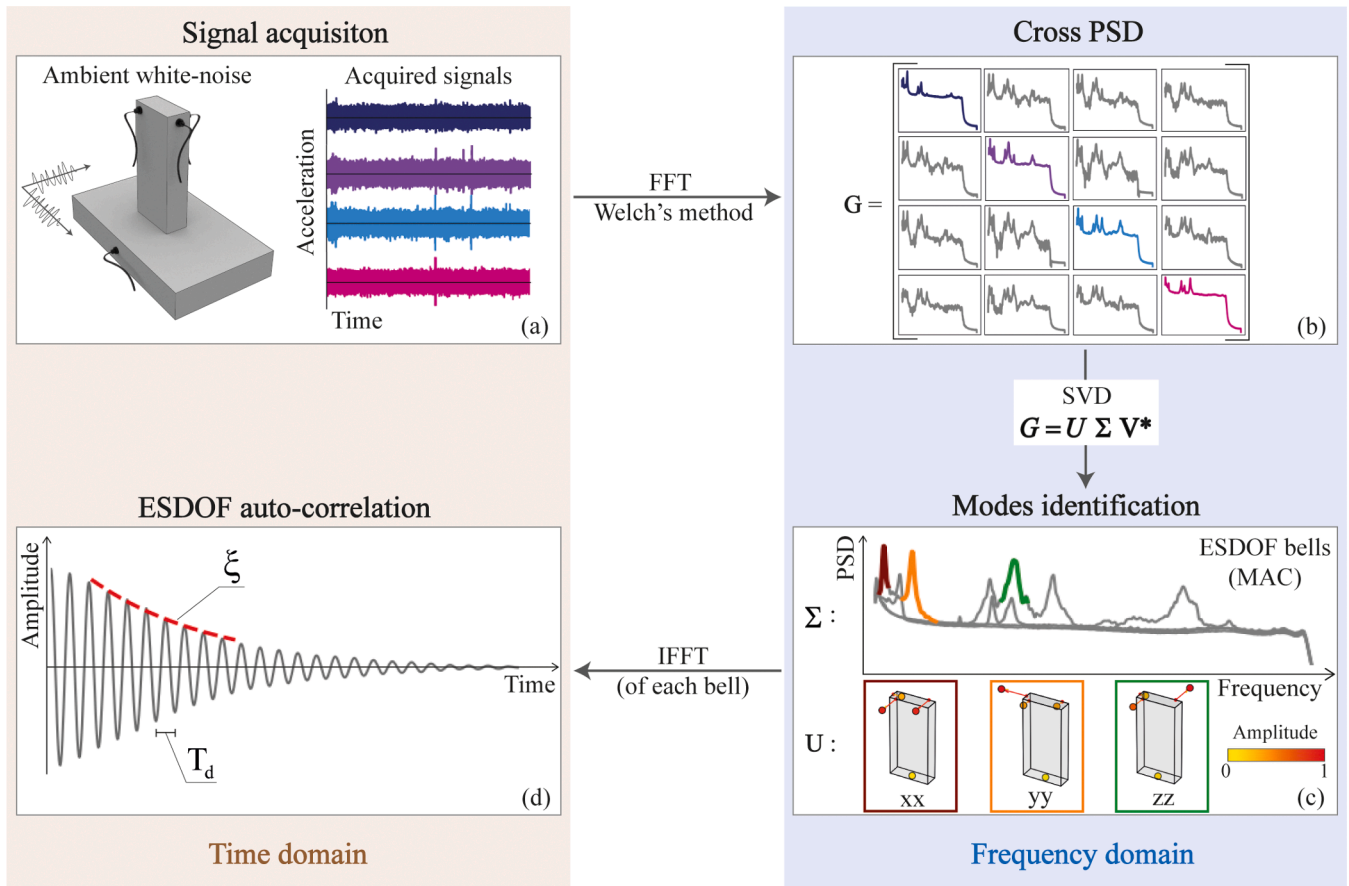 Signal acquisiton
Ambient white-noise
Acquired signals
Acceleration
Time
(a)
FFT
Welch's method
Cross PSD
G =
(b)
SVD
G = U Σ V*
Modes identification
PSD
ESDOF bells
(MAC)
Σ :
Frequency
U :
xx
yy
zz
Amplitude
0
1
(c)
Frequency domain
IFFT
(of each bell)
ESDOF auto-correlation
Amplitude
ξ
Time
T_d
(d)
Time domain